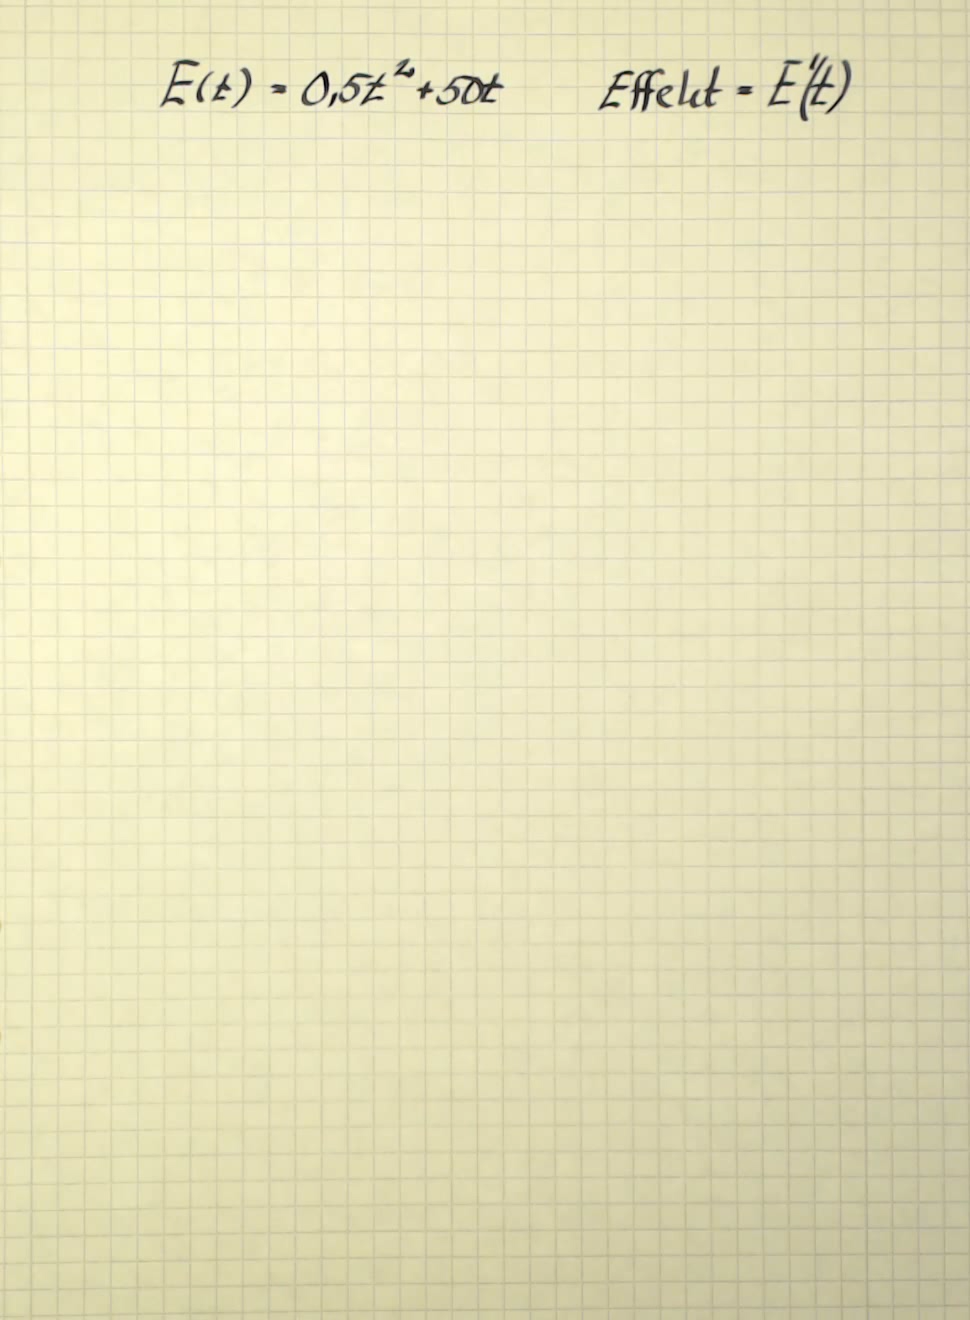 E(t) = 0,5t²+50t Effekt = E'(t)